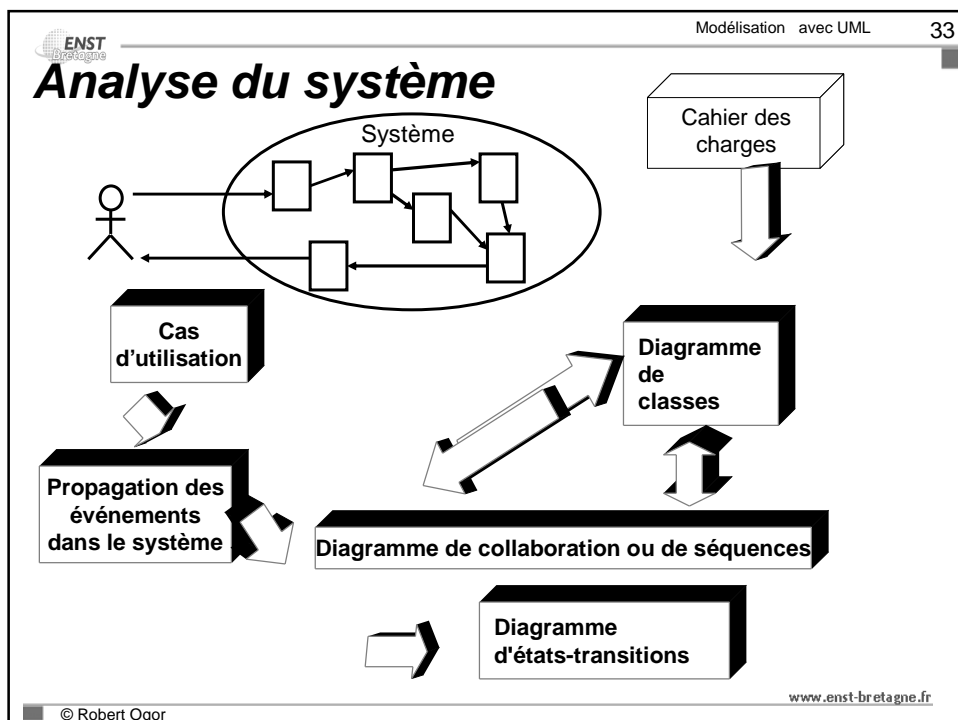 Modélisation avec UML
33
ENST
Bretagne
Analyse du système
Système
Cahier des
charges
Cas
d'utilisation
Diagramme
de
classes
Propagation des
événements
dans le système
Diagramme de collaboration ou de séquences
Diagramme
d'états-transitions
www.enst-bretagne.fr
© Robert Ogor